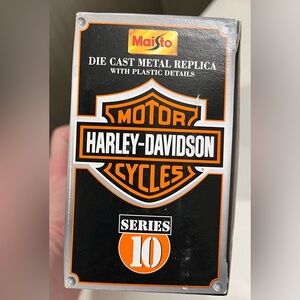 Maisto
DIE CAST METAL REPLICA
WITH PLASTIC DETAILS
MOTOR
HARLEY-DAVIDSON
CYCLES
SERIES
10